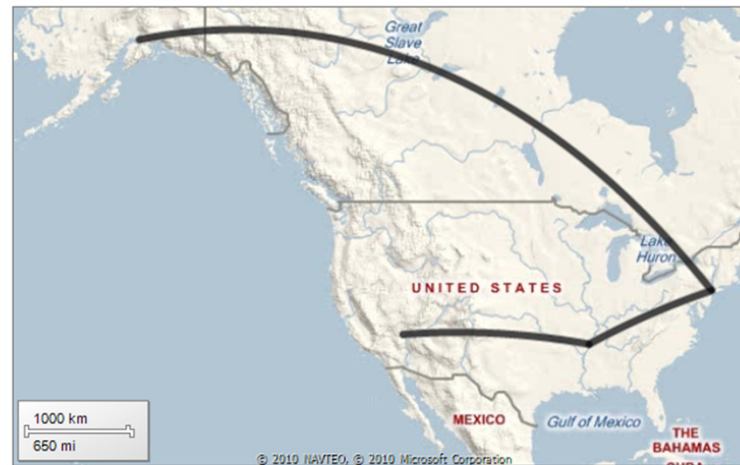 Great
Slave
Lake
Lake
Huron
UNITED STATES
1000 km
650 mi
MEXICO
Gulf of Mexico
THE
BAHAMAS
CUBA
© 2010 NAVTEQ, © 2010 Microsoft Corporation